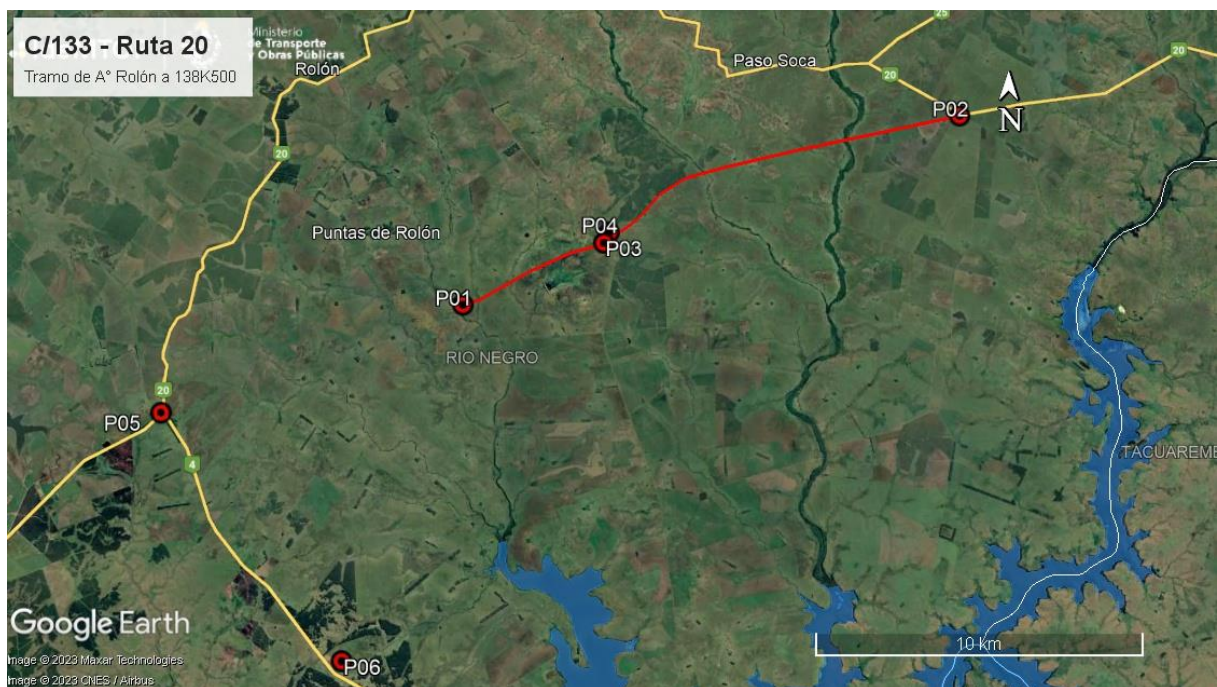 C/133 - Ruta 20
Tramo de A° Rolón a 138K500
Ministerio
de Transporte
y Obras Públicas
Rolón
20
Paso Soca
25
20
20
P02
N
20
Puntas de Rolón
P04
P03
P01
RIO NEGRO
20
P05
4
TACUAREMB
Google Earth
10 km
Image © 2023 Maxar Technologies
Image © 2023 CNES / Airbus
P06